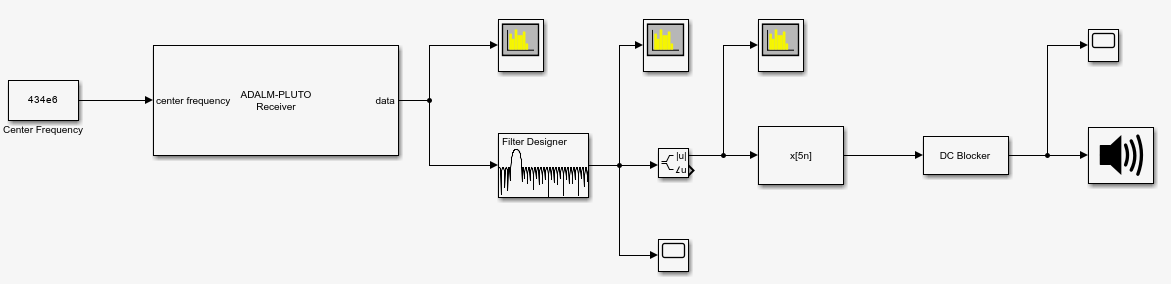 434e6
Center Frequency
center frequency
ADALM-PLUTO
Receiver
data
Filter Designer
|u|
∠u
x[5n]
DC Blocker